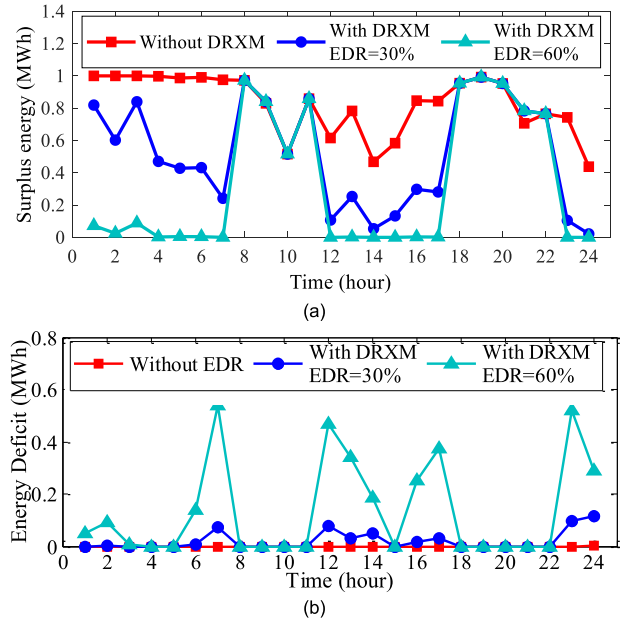 1.4
1.2
1
0.8
0.6
0.4
0.2
0
Surplus energy (MWh)
Without DRXM
With DRXM
EDR=30%
With DRXM
EDR=60%
0 2 4 6 8 10 12 14 16 18 20 22 24
Time (hour)
(a)
0.8
0.6
0.4
0.2
0
Energy Deficit (MWh)
Without EDR
With DRXM
EDR=30%
With DRXM
EDR=60%
0 2 4 6 8 10 12 14 16 18 20 22 24
Time (hour)
(b)